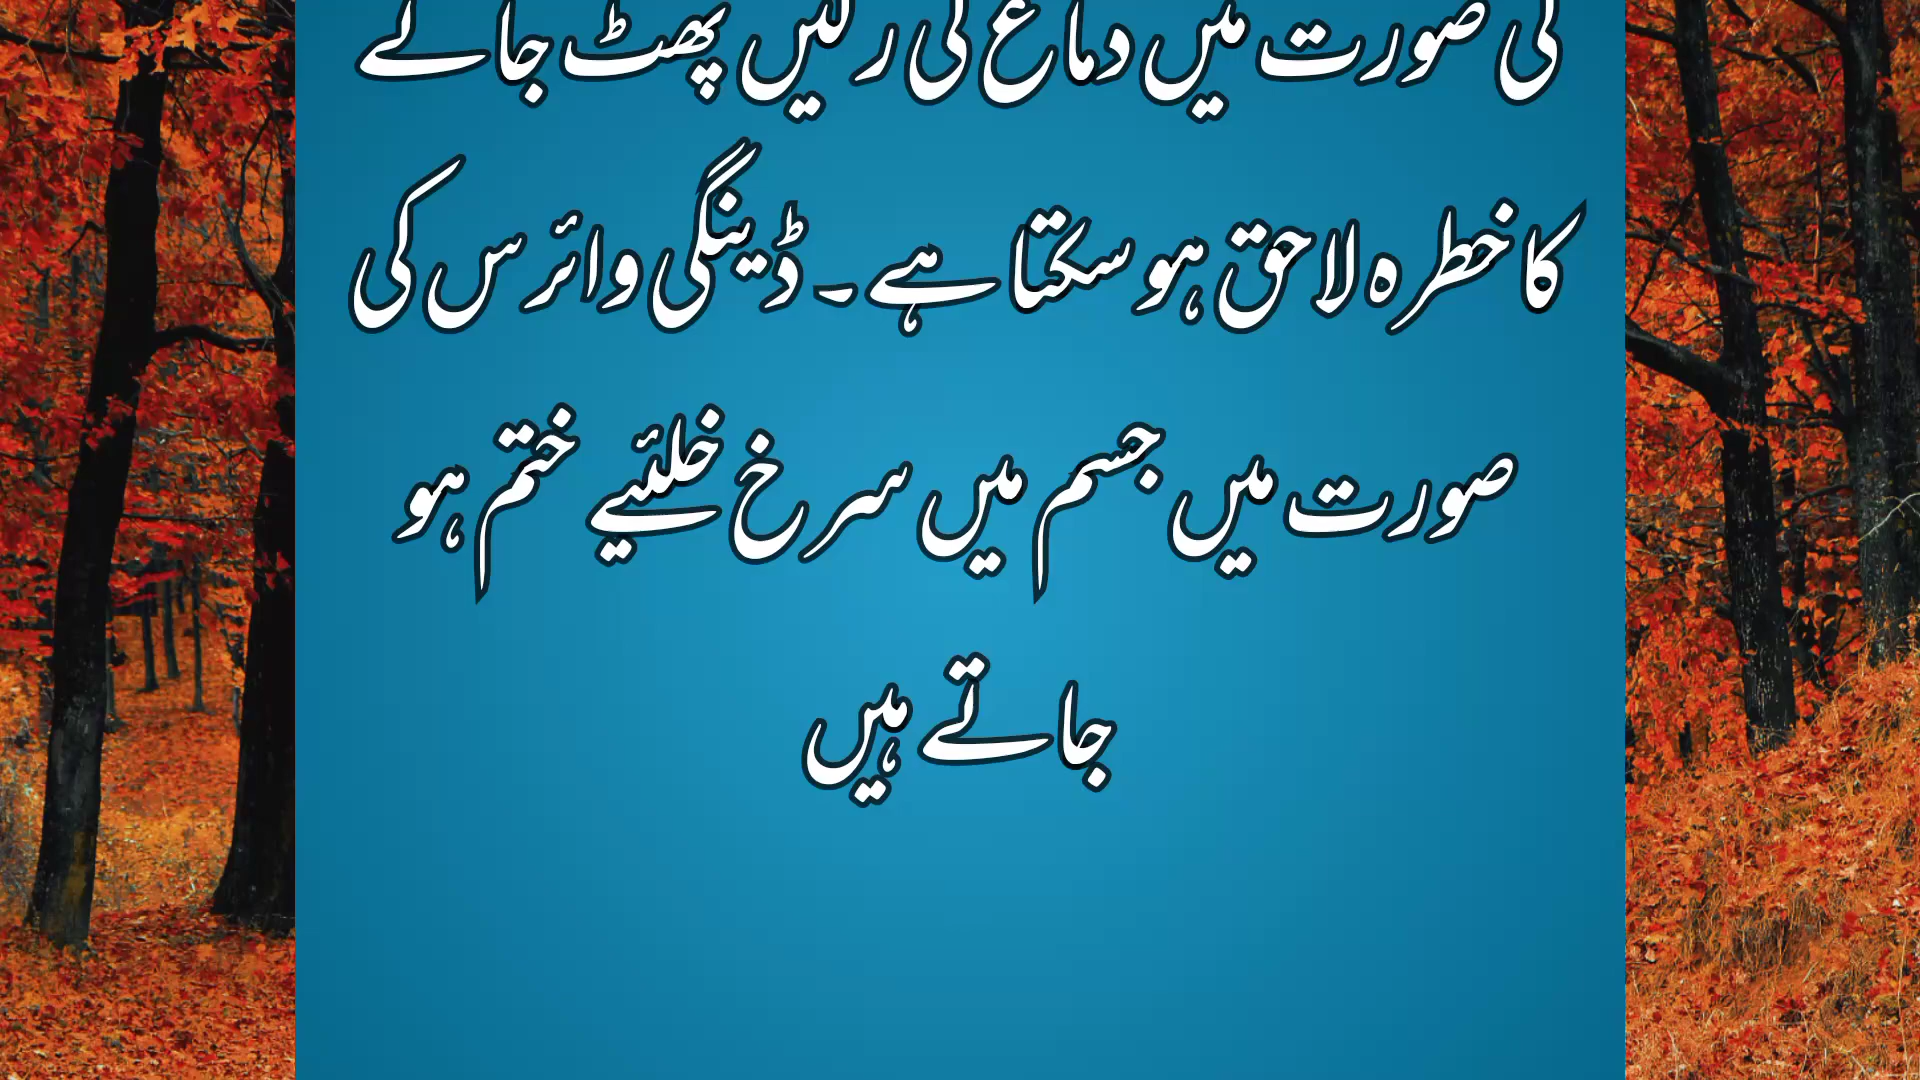 کی صورت میں دماغ کی رگیں پھٹ جانے
کا خطرہ لاحق ہو سکتا ہے ۔ ڈینگی وائرس کی
صورت میں جسم میں سرخ خلئیے ختم ہو
جاتے ہیں